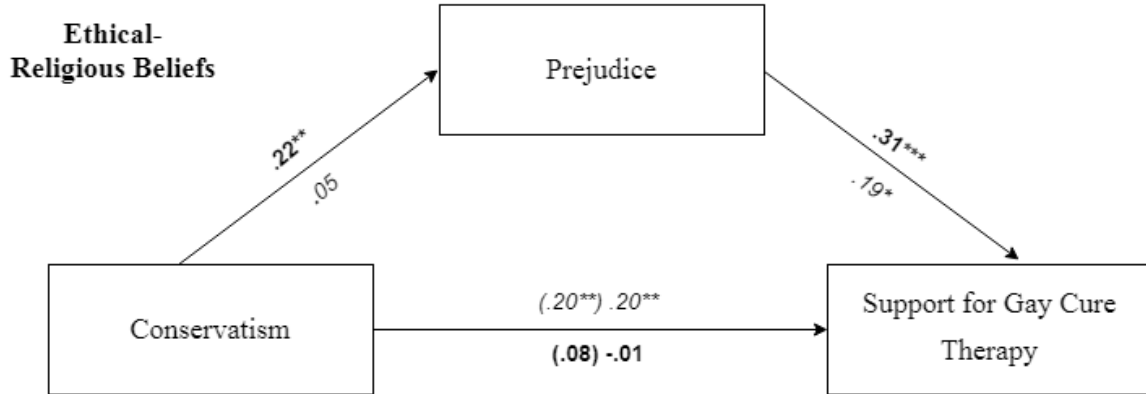 Ethical-
Religious Beliefs
Prejudice
.22**
.05
.31***
.19*
Conservatism
(.20**) .20**
(.08) -.01
Support for Gay Cure
Therapy